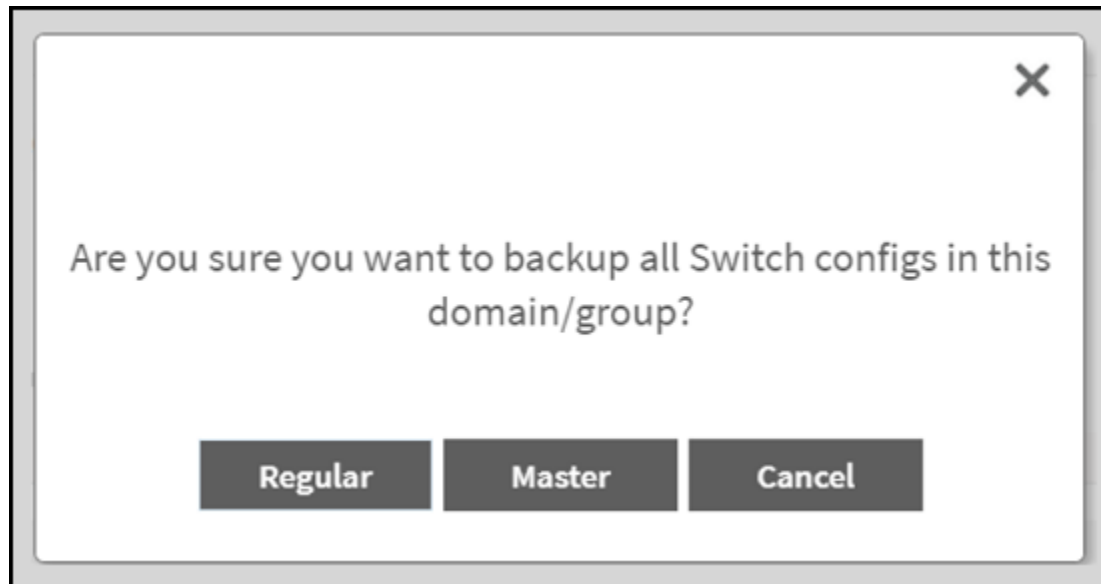 Are you sure you want to backup all Switch configs in this
domain/group?
Regular Master Cancel